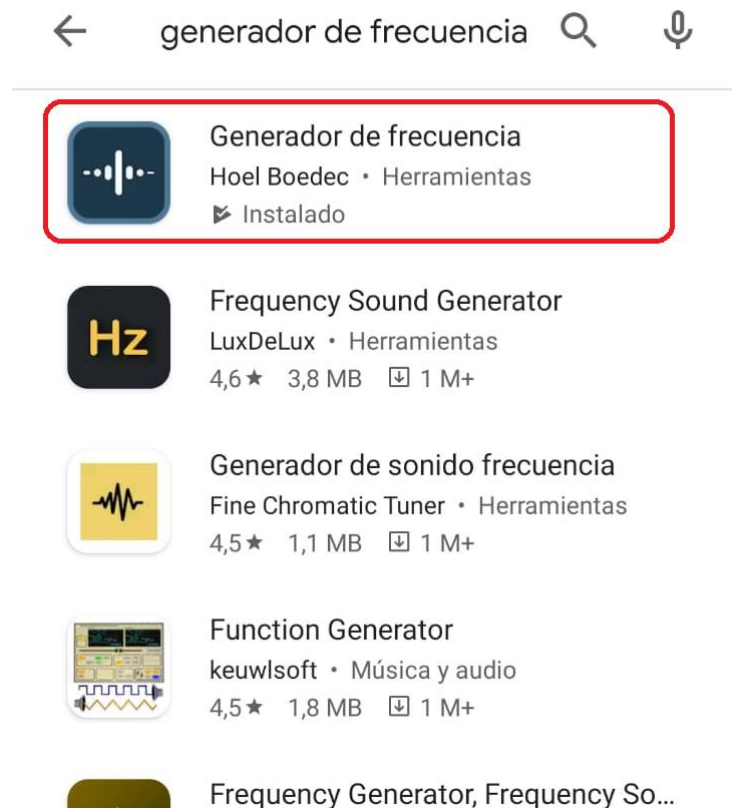 generador de frecuencia
Generador de frecuencia
Hoel Boedec • Herramientas
Instalado
Hz
Frequency Sound Generator
LuxDeLux • Herramientas
4,6★ 3,8 MB 1 M+
Generador de sonido frecuencia
Fine Chromatic Tuner • Herramientas
4,5★ 1,1 MB 1 M+
Function Generator
keuwlsoft • Música y audio
4,5★ 1,8 MB 1 M+
Frequency Generator, Frequency So...